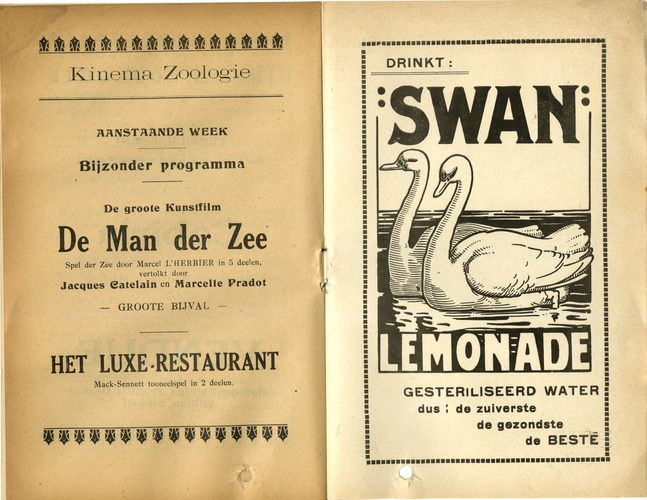 Kinema Zoologie
AANSTAANDE WEEK
Bijzonder programma
De groote Kunstfilm
De Man der Zee
Spel der Zee door Marcel L'HERBIER in 5 deelen,
vertolkt door
Jacques Catelain en Marcelle Pradot
— GROOTE BIJVAL —
HET LUXE-RESTAURANT
Mack-Sennett tooneelspel in 2 deelen.
DRINKT :
:SWAN:
LEMONADE
GESTERILISEERD WATER
dus : de zuiverste
de gezondste
de BESTE